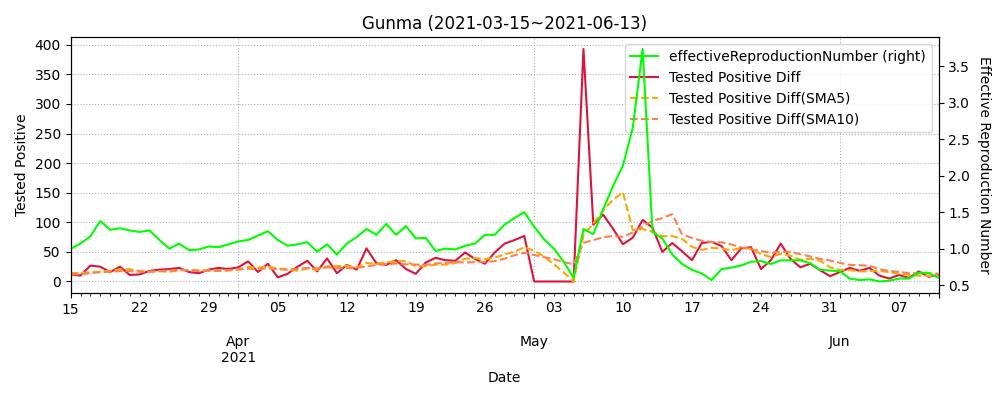 Gunma (2021-03-15~2021-06-13)
effectiveReproductionNumber (right)
Tested Positive Diff
Tested Positive Diff(SMA5)
Tested Positive Diff(SMA10)
Tested Positive
400
350
300
250
200
150
100
50
0
Effective Reproduction Number
3.5
3.0
2.5
2.0
1.5
1.0
0.5
15 22 29 05 12 19 26 03 10 17 24 31 07
Apr May Jun
2021
Date